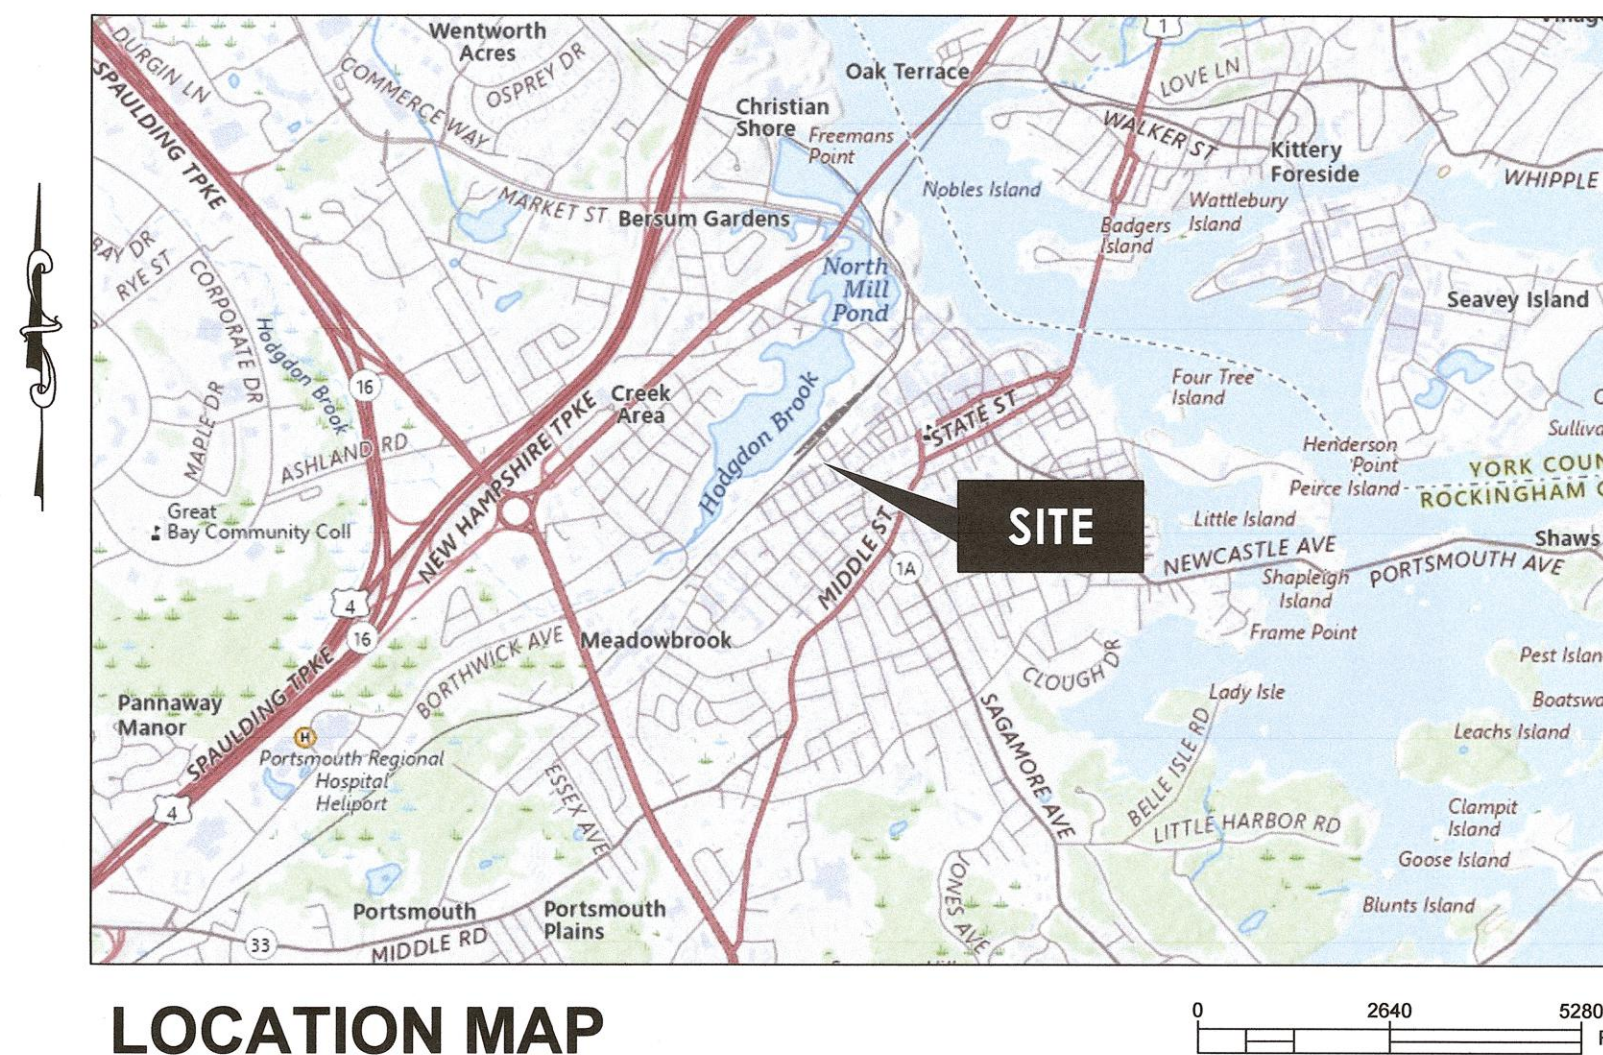 Wentworth
Acres
OSPREY DR
DURGIN LN
COMMERCE WAY
SPAULDING TPKE
Oak Terrace
1
LOVE LN
Christian
Shore
Freemans
Point
WALKER ST
Kittery
Foreside
WHIPPLE
Nobles Island
Wattlebury
Island
Badgers
Island
MARKET ST
Bersum Gardens
RYE ST
CORPORATE DR
North
Mill
Pond
Seavey Island
Hodgdon Brook
MAPLE DR
16
Creek
Area
Hodgdon Brook
Four Tree
Island
STATE ST
ASHLAND RD
NEW HAMPSHIRE TPKE
Henderson
Point
Peirce Island
YORK COUN
ROCKINGHAM C
Great
Bay Community Coll
SITE
Little Island
NEWCASTLE AVE
PORTSMOUTH AVE
Shaws
Shapleigh
Island
Frame Point
MIDDLE ST
1A
4
16
Meadowbrook
BORTHWICK AVE
CLOUGH DR
Lady Isle
Pest Islan
Boatswa
Leachs Island
Pannaway
Manor
SPAULDING TPKE
H
Portsmouth Regional
Hospital
Heliport
4
ESSEX AVE
SAGAMORE AVE
BELLE ISLE RD
LITTLE HARBOR RD
Clampit
Island
Goose Island
Blunts Island
JONES AVE
Portsmouth
Portsmouth
Plains
33
MIDDLE RD
LOCATION MAP
0 2640 5280